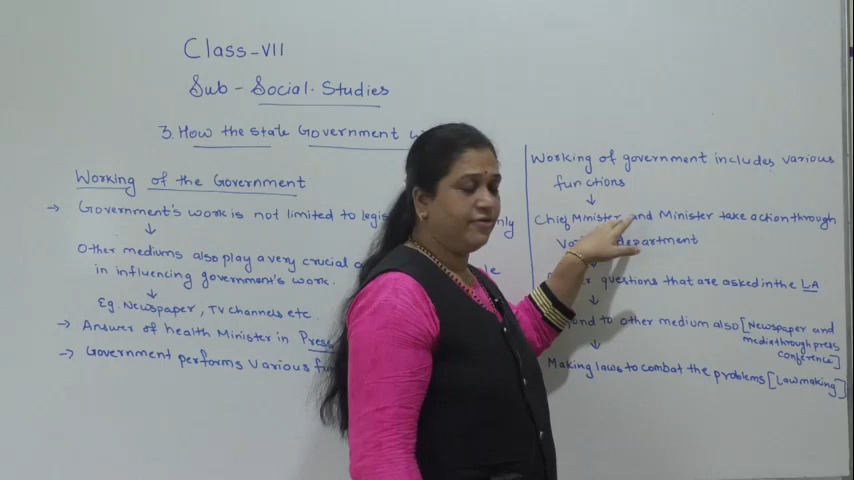 Class-VII
Sub - Social. Studies
3. How the state Government
Working of the Government
→ Government's work is not limited to only
↓
Other mediums also play a very crucial
in influencing government's work.
↓
Eg. Newspaper, TV channels etc.
→ Answer of health Minister in
→ Government performs various
Working of government includes various
functions
↓
Chief Mnister and Minister take action through
department
↓
questions that are asked in the LA
↓
to other medium also [Newspaper and
media through press
conference]
↓
Making laws to combat the problems [Lawmaking]